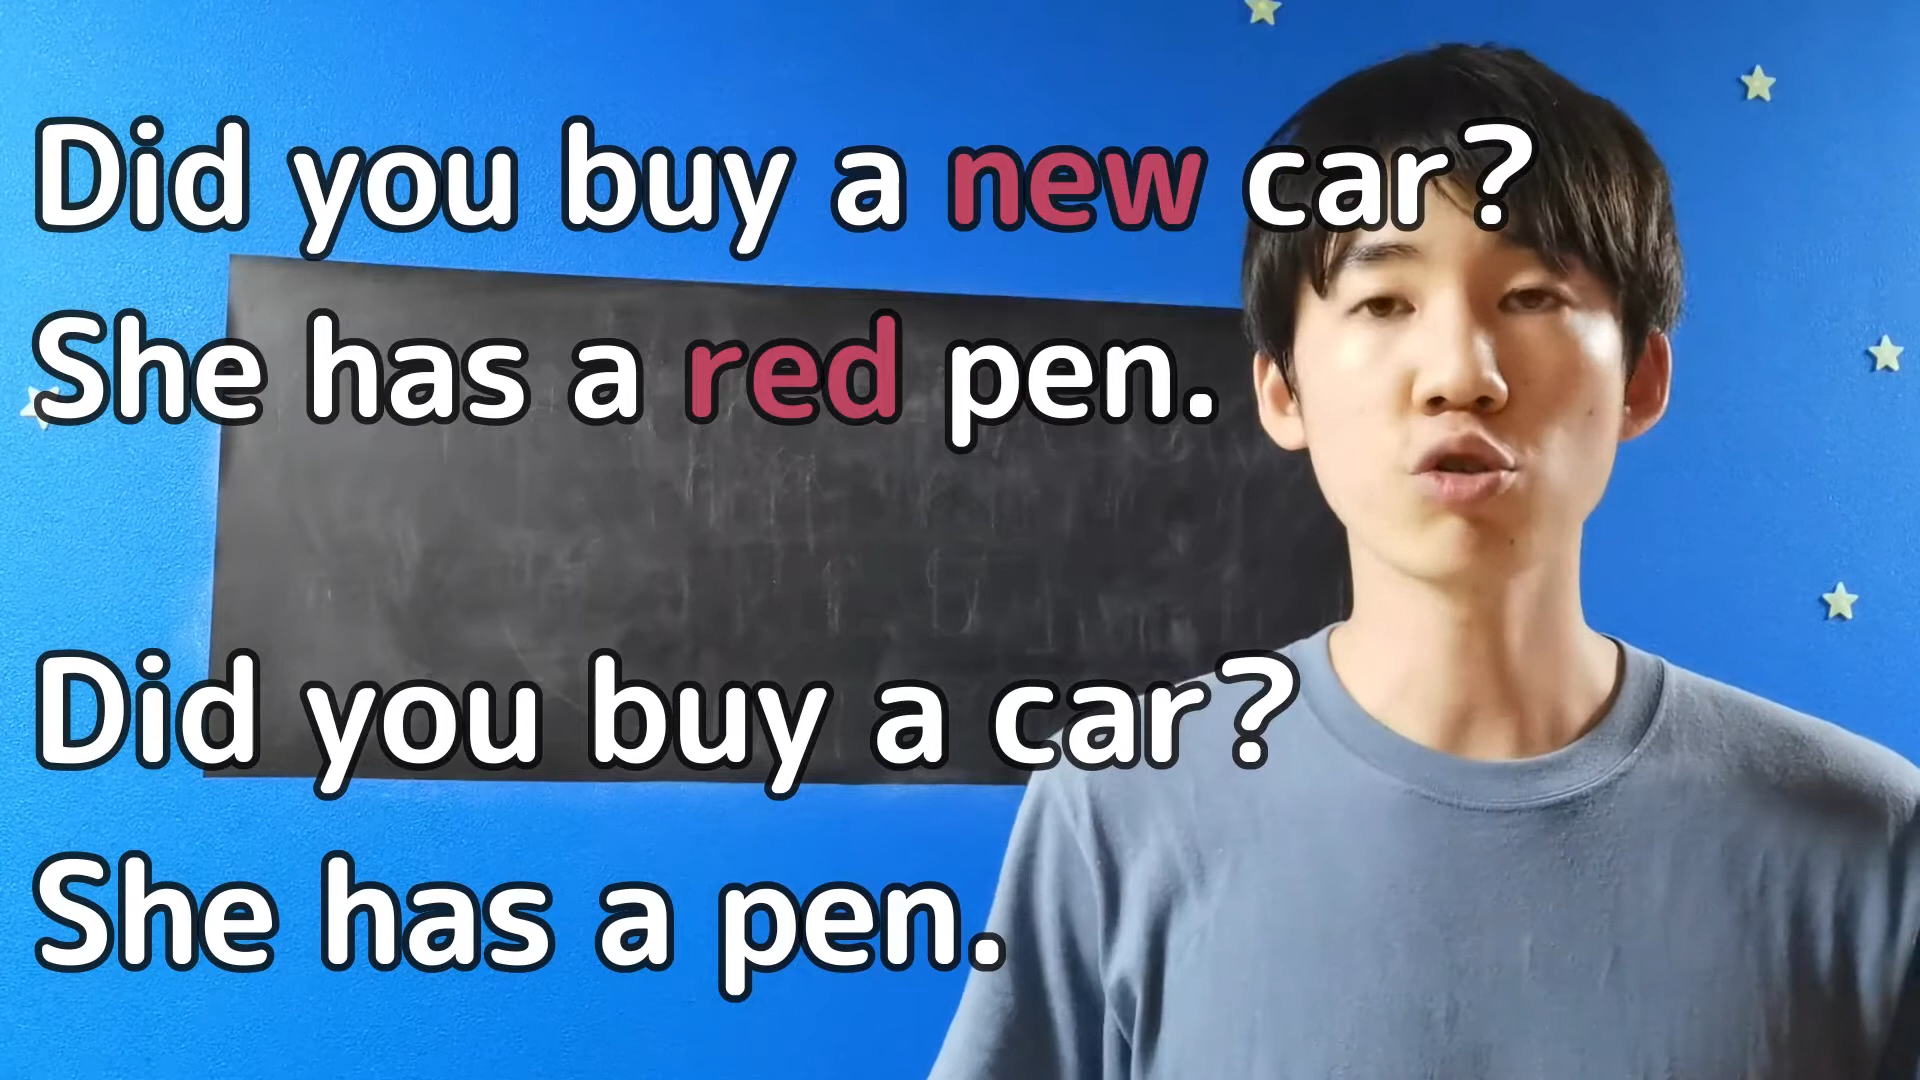 Did you buy a new car?
She has a red pen.
Did you buy a car?
She has a pen.